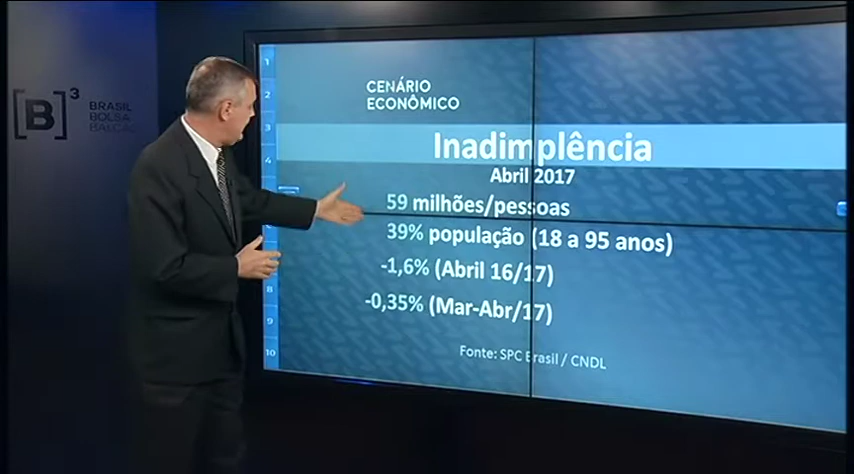 [B]³
BRASIL
BOLSA
BALCÃO
1
2
3
4
8
9
10
CENÁRIO
ECONÔMICO
Inadimplência
Abril 2017
59 milhões/pessoas
39% população (18 a 95 anos)
-1,6% (Abril 16/17)
-0,35% (Mar-Abr/17)
Fonte: SPC Brasil / CNDL